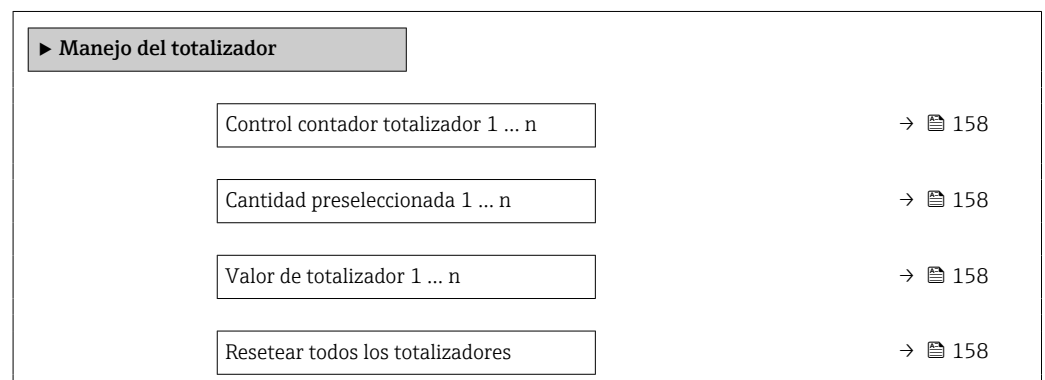 ▶ Manejo del totalizador
Control contador totalizador 1 … n → 158
Cantidad preseleccionada 1 … n → 158
Valor de totalizador 1 … n → 158
Resetear todos los totalizadores → 158